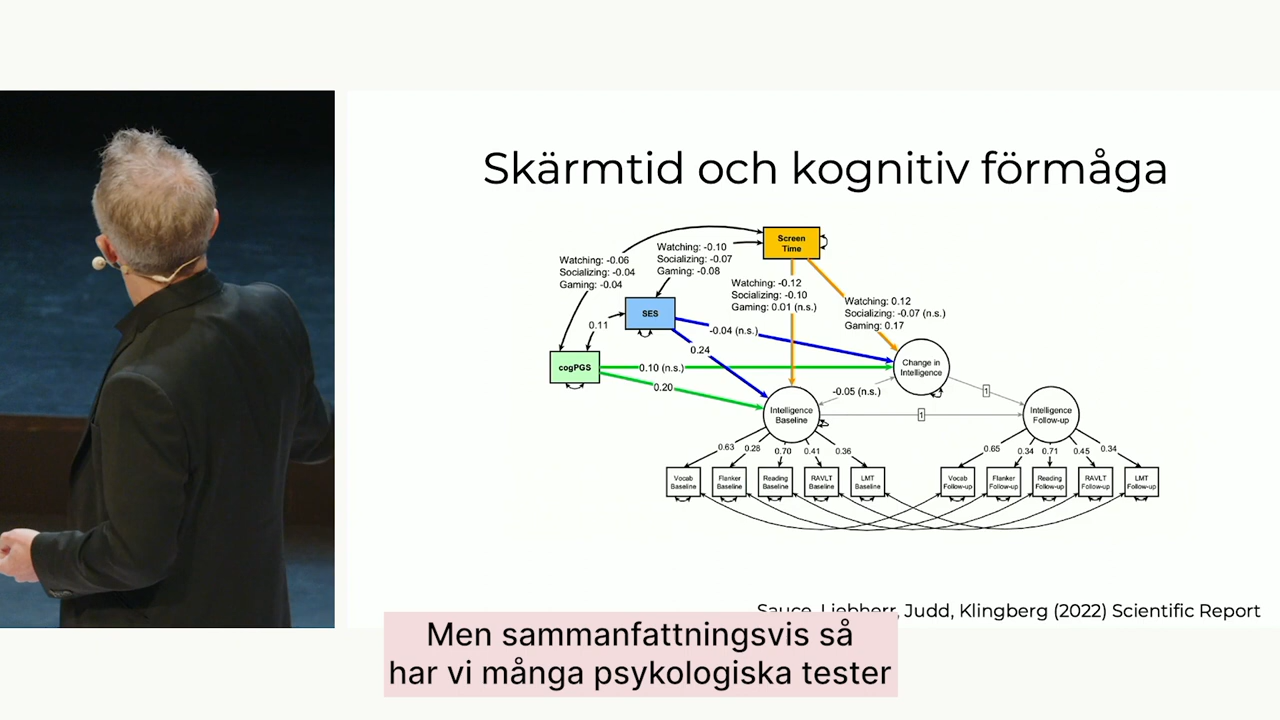 Skärmtid och kognitiv förmåga
Screen
Time
Watching: -0.10
Socializing: -0.07
Gaming: -0.08
Watching: -0.06
Socializing: -0.04
Gaming: -0.04
Watching: -0.12
Socializing: -0.10
Gaming: 0.01 (n.s.)
Watching: 0.12
Socializing: -0.07 (n.s.)
Gaming: 0.17
SES
0.11
-0.04 (n.s.)
0.24
cogPGS
0.10 (n.s.)
0.20
Change in
Intelligence
-0.05 (n.s.)
1
Intelligence
Baseline
1
Intelligence
Follow-up
0.63
0.28
0.70
0.41
0.36
0.65
0.34
0.71
0.45
0.34
Vocab
Baseline
Flanker
Baseline
Reading
Baseline
RAVLT
Baseline
LMT
Baseline
Vocab
Follow-up
Flanker
Follow-up
Reading
Follow-up
RAVLT
Follow-up
LMT
Follow-up
Sauce, Liebherr, Judd, Klingberg (2022) Scientific Report
Men sammanfattningsvis så
har vi många psykologiska tester